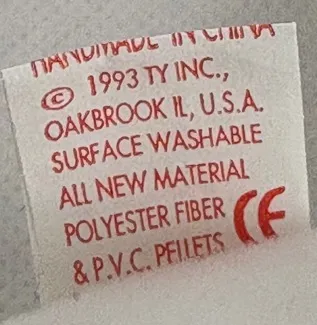 HANDMADE IN CHINA
© 1993 TY INC.,
OAKBROOK IL, U.S.A.
SURFACE WASHABLE
ALL NEW MATERIAL
POLYESTER FIBER CE
& P.V.C. PELLETS